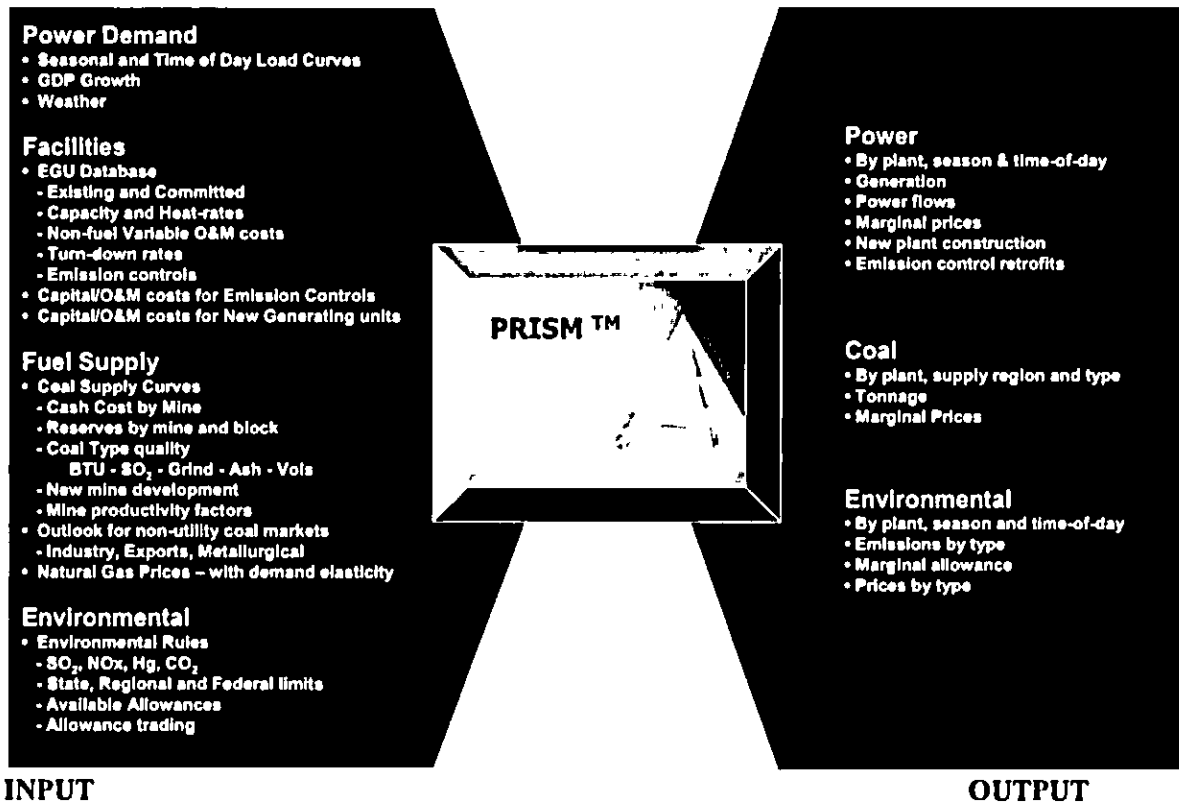 Power Demand
• Seasonal and Time of Day Load Curves
• GDP Growth
• Weather
Facilities
• EGU Database
- Existing and Committed
- Capacity and Heat-rates
- Non-fuel Variable O&M costs
- Turn-down rates
- Emission controls
• Capital/O&M costs for Emission Controls
• Capital/O&M costs for New Generating units
Fuel Supply
• Coal Supply Curves
- Cash Cost by Mine
- Reserves by mine and block
- Coal Type quality
BTU - SO₂ - Grind - Ash - Vols
- New mine development
- Mine productivity factors
• Outlook for non-utility coal markets
- Industry, Exports, Metallurgical
• Natural Gas Prices – with demand elasticity
Environmental
• Environmental Rules
- SO₂, NOx, Hg, CO₂
- State, Regional and Federal limits
- Available Allowances
- Allowance trading
INPUT
PRISM ™
Power
• By plant, season & time-of-day
• Generation
• Power flows
• Marginal prices
• New plant construction
• Emission control retrofits
Coal
• By plant, supply region and type
• Tonnage
• Marginal Prices
Environmental
• By plant, season and time-of-day
• Emissions by type
• Marginal allowance
• Prices by type
OUTPUT